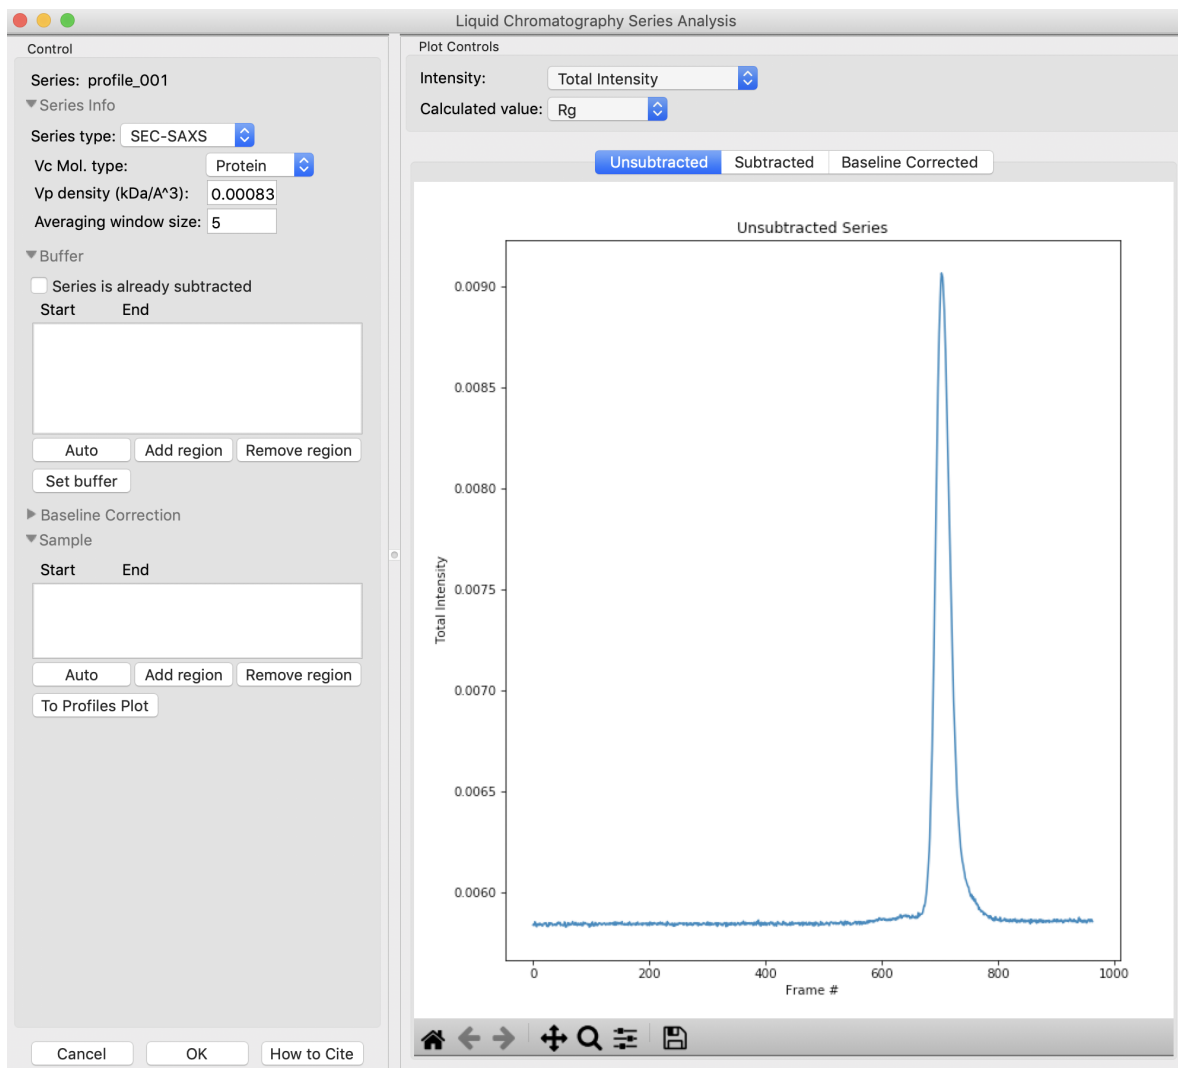 Liquid Chromatography Series Analysis
Control
Series: profile_001
Series Info
Series type: SEC-SAXS
Vc Mol. type: Protein
Vp density (kDa/A^3): 0.00083
Averaging window size: 5
Buffer
Series is already subtracted
Start End
Auto Add region Remove region
Set buffer
Baseline Correction
Sample
Start End
Auto Add region Remove region
To Profiles Plot
Cancel OK How to Cite
Plot Controls
Intensity: Total Intensity
Calculated value: Rg
Unsubtracted Subtracted Baseline Corrected
Unsubtracted Series
0.0090
0.0085
0.0080
0.0075
0.0070
0.0065
0.0060
Total Intensity
0 200 400 600 800 1000
Frame #